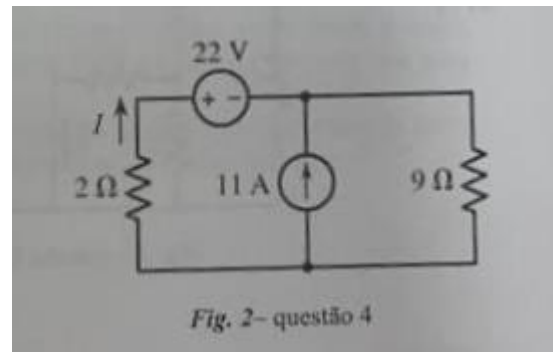 22 V
+ -
I
2 Ω
11 A
9 Ω
Fig. 2– questão 4